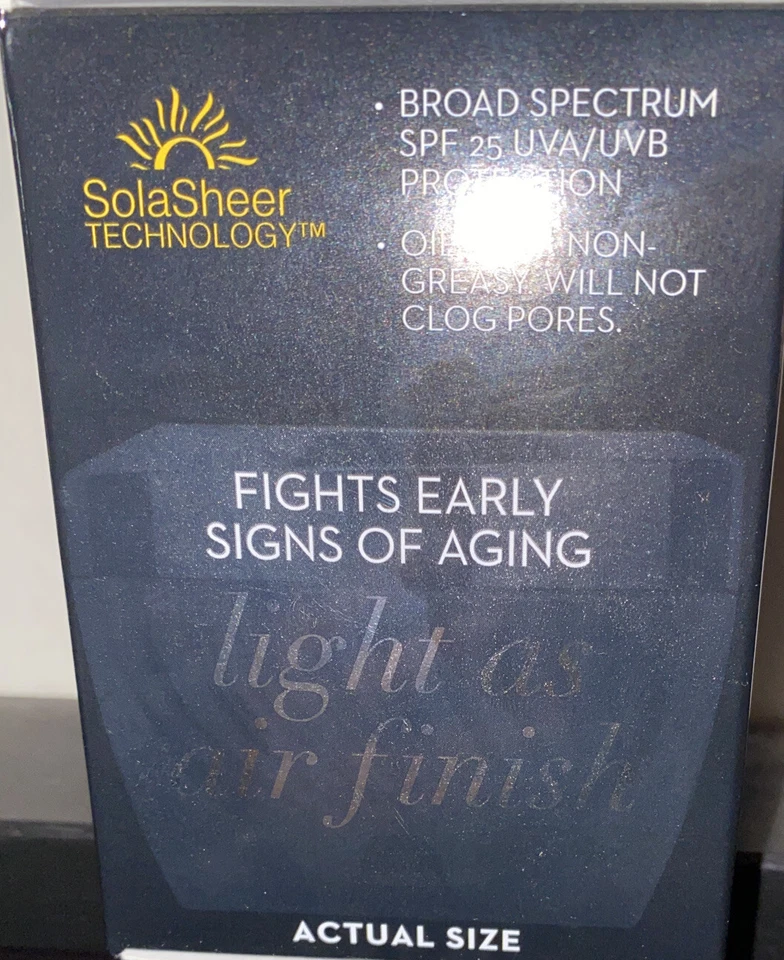 SolaSheer
TECHNOLOGY™
• BROAD SPECTRUM
SPF 25 UVA/UVB
PROTECTION
• NON-
GREASY. WILL NOT
CLOG PORES.
FIGHTS EARLY
SIGNS OF AGING
light as
air finish
ACTUAL SIZE